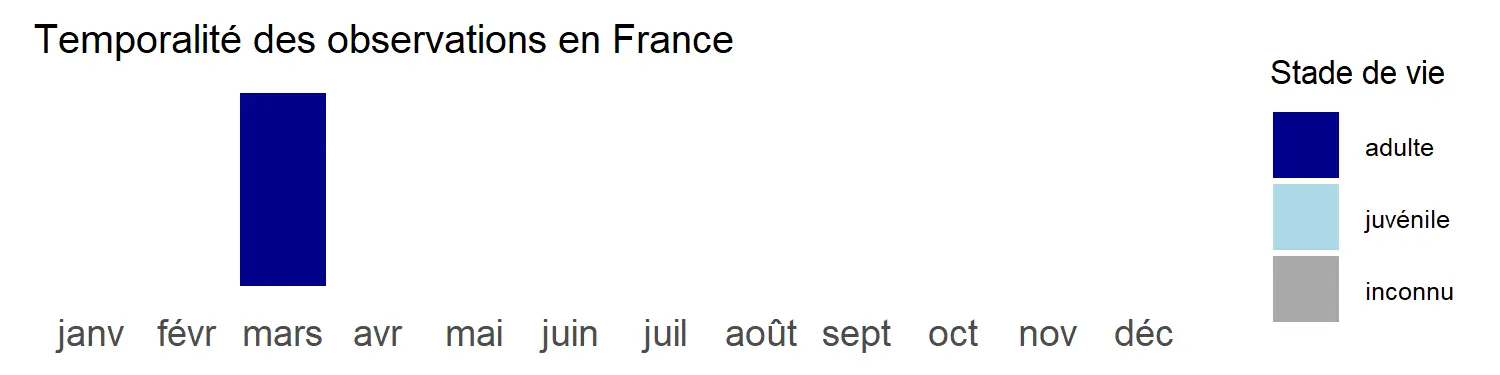 Temporalité des observations en France
Stade de vie
adulte
juvénile
inconnu
janv févr mars avr mai juin juil août sept oct nov déc